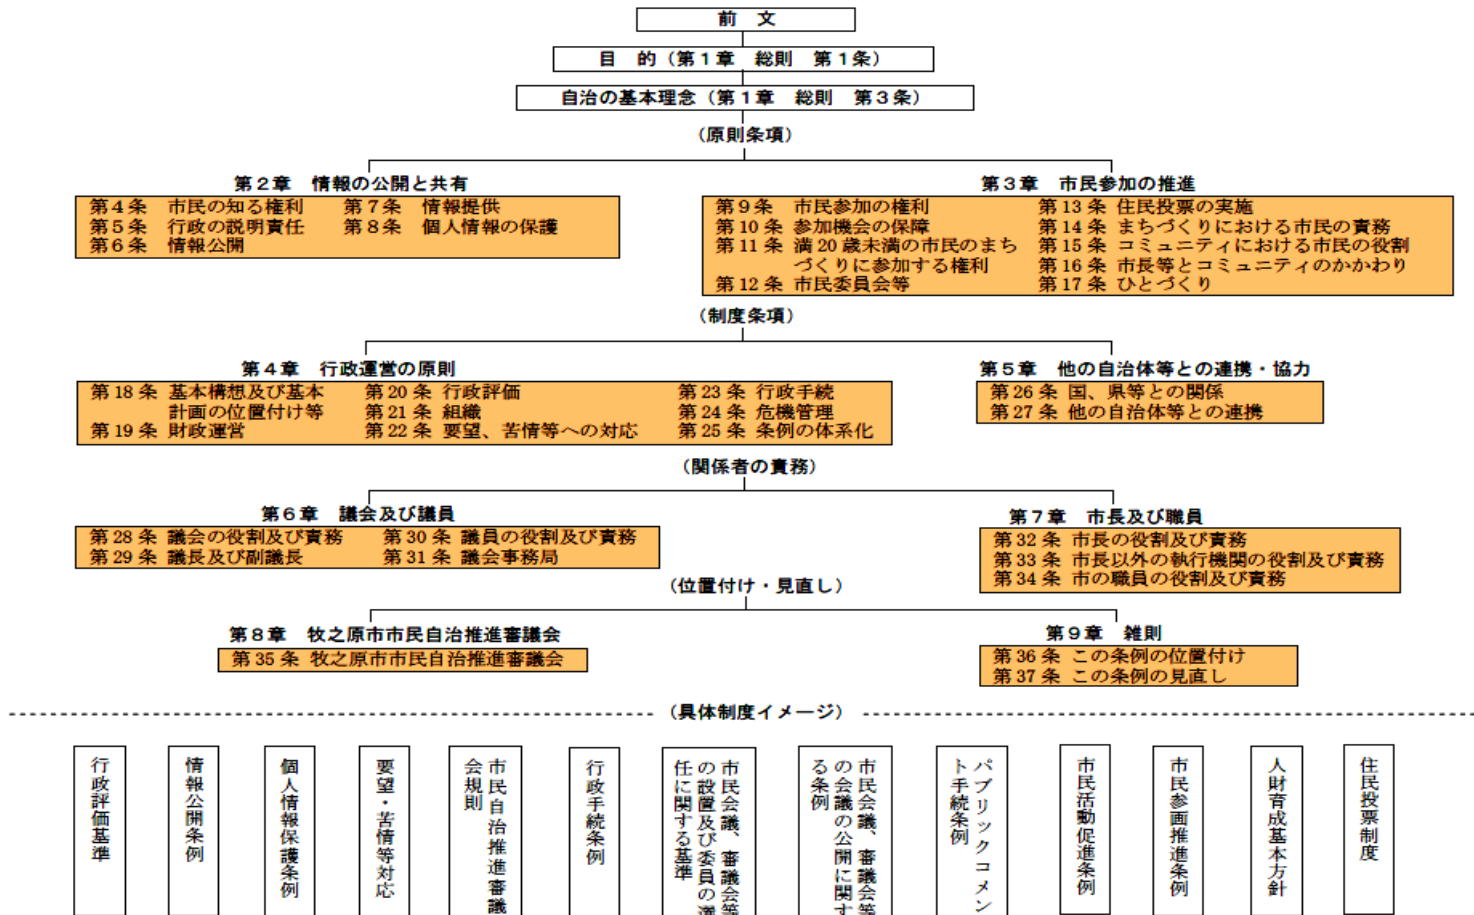 前　文
目　的（第１章　総則　第１条）
自治の基本理念（第１章　総則　第３条）
（原則条項）
第２章　情報の公開と共有
第４条　市民の知る権利　　第７条　情報提供
第５条　行政の説明責任　　第８条　個人情報の保護
第６条　情報公開
第３章　市民参加の推進
第９条　市民参加の権利　　第13条 住民投票の実施
第10条 参加機会の保障　　第14条 まちづくりにおける市民の責務
第11条 満20歳未満の市民のまち　第15条 コミュニティにおける市民の役割
づくりに参加する権利　　第16条 市長等とコミュニティのかかわり
第12条 市民委員会等　　第17条 ひとづくり
（制度条項）
第４章　行政運営の原則
第18条 基本構想及び基本　　第20条 行政評価　　第23条 行政手続
計画の位置付け等　　第21条 組織　　第24条 危機管理
第19条 財政運営　　第22条 要望、苦情等への対応　　第25条 条例の体系化
第５章　他の自治体等との連携・協力
第26条 国、県等との関係
第27条 他の自治体等との連携
（関係者の責務）
第６章　議会及び議員
第28条 議会の役割及び責務　　第30条 議員の役割及び責務
第29条 議長及び副議長　　第31条 議会事務局
第７章　市長及び職員
第32条 市長の役割及び責務
第33条 市長以外の執行機関の役割及び責務
第34条 市の職員の役割及び責務
（位置付け・見直し）
第８章　牧之原市市民自治推進審議会
第35条 牧之原市市民自治推進審議会
第９章　雑則
第36条 この条例の位置付け
第37条 この条例の見直し
（具体制度イメージ）
行政評価基準
情報公開条例
個人情報保護条例
要望・苦情等対応
市民自治推進審議
会規則
行政手続条例
市民会議、審議会等
の設置及び委員の選
任に関する基準
市民会議、審議会等
の会議の公開に関す
る条例
パブリックコメン
ト手続条例
市民活動促進条例
市民参画推進条例
人財育成基本方針
住民投票制度